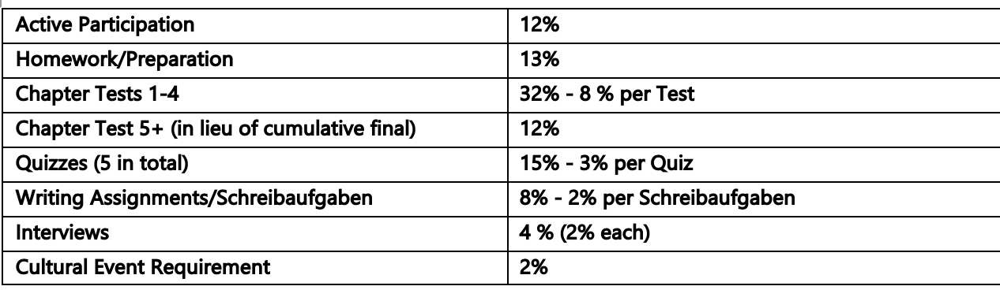 Active Participation 12%
Homework/Preparation 13%
Chapter Tests 1-4 32% - 8 % per Test
Chapter Test 5+ (in lieu of cumulative final) 12%
Quizzes (5 in total) 15% - 3% per Quiz
Writing Assignments/Schreibaufgaben 8% - 2% per Schreibaufgaben
Interviews 4 % (2% each)
Cultural Event Requirement 2%